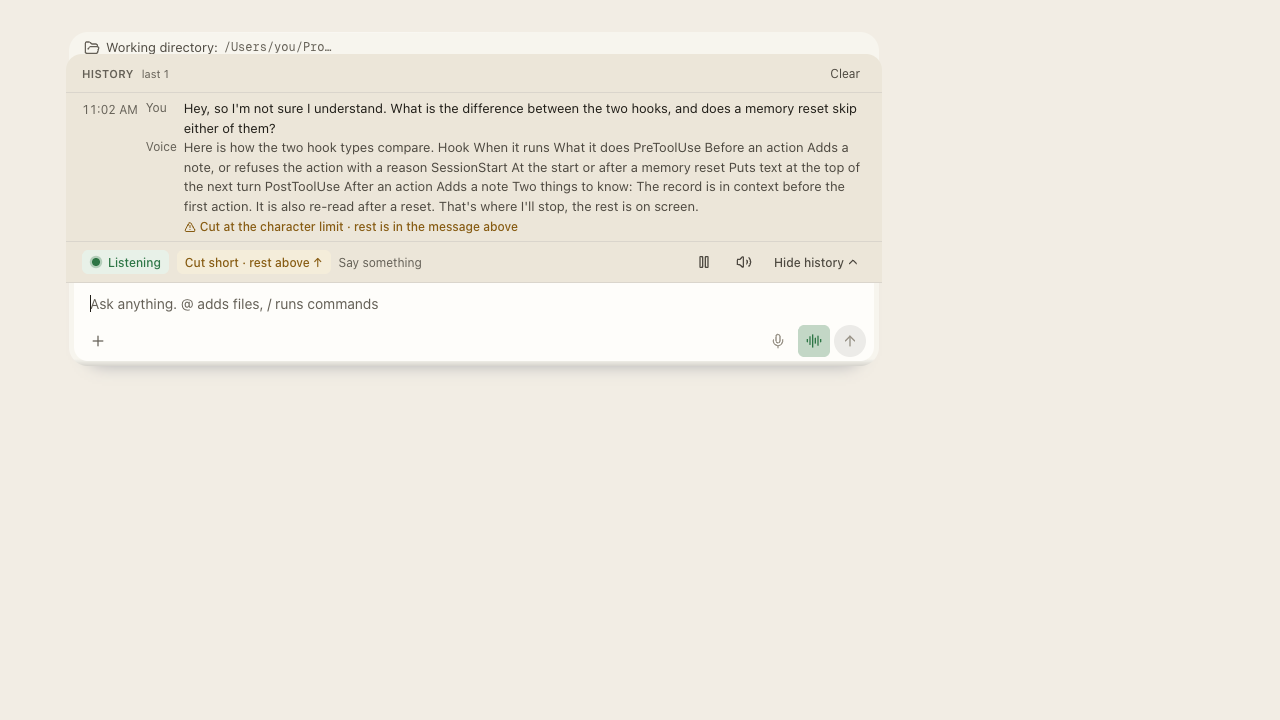 Working directory: /Users/you/Pro…
HISTORY last 1 Clear
11:02 AM You Hey, so I'm not sure I understand. What is the difference between the two hooks, and does a memory reset skip
either of them?
Voice Here is how the two hook types compare. Hook When it runs What it does PreToolUse Before an action Adds a
note, or refuses the action with a reason SessionStart At the start or after a memory reset Puts text at the top of
the next turn PostToolUse After an action Adds a note Two things to know: The record is in context before the
first action. It is also re-read after a reset. That's where I'll stop, the rest is on screen.
Cut at the character limit · rest is in the message above
Listening Cut short · rest above ↑ Say something Hide history
Ask anything. @ adds files, / runs commands